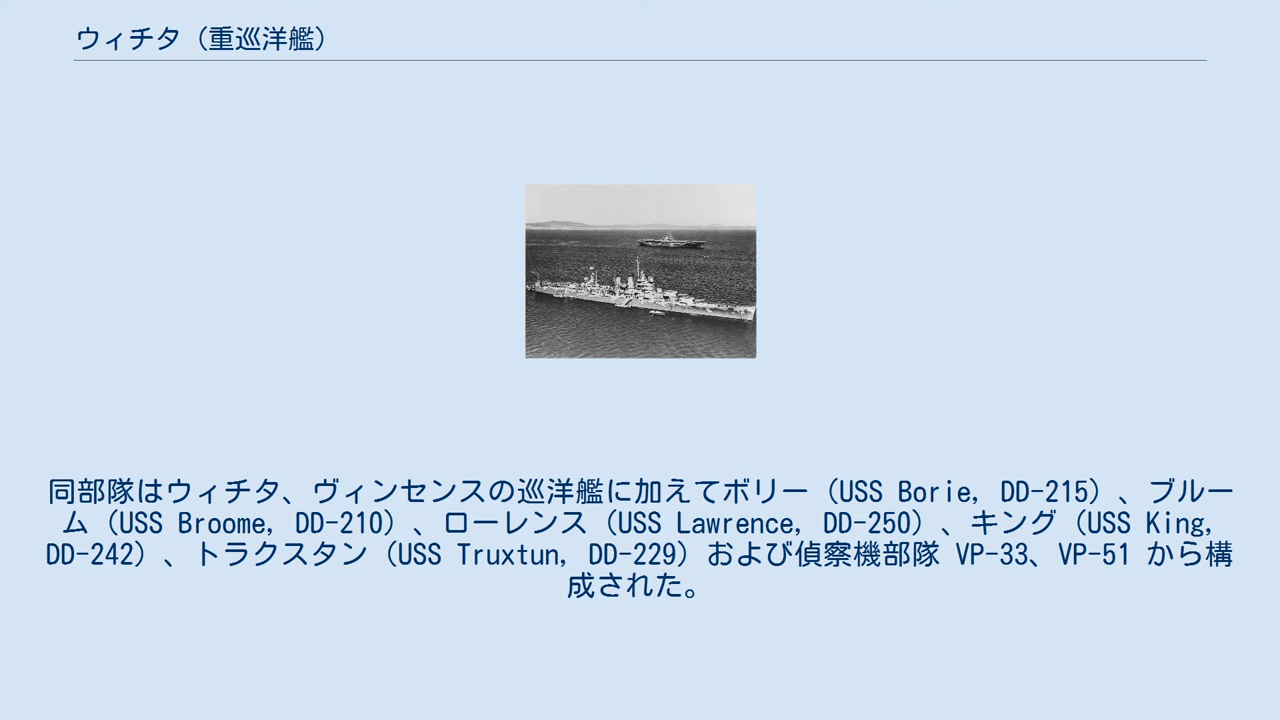 ウィチタ（重巡洋艦）
同部隊はウィチタ、ヴィンセンスの巡洋艦に加えてボリー（USS Borie, DD-215）、ブルー
ム（USS Broome, DD-210）、ローレンス（USS Lawrence, DD-250）、キング（USS King,
DD-242）、トラクスタン（USS Truxtun, DD-229）および偵察機部隊 VP-33、VP-51 から構
成された。